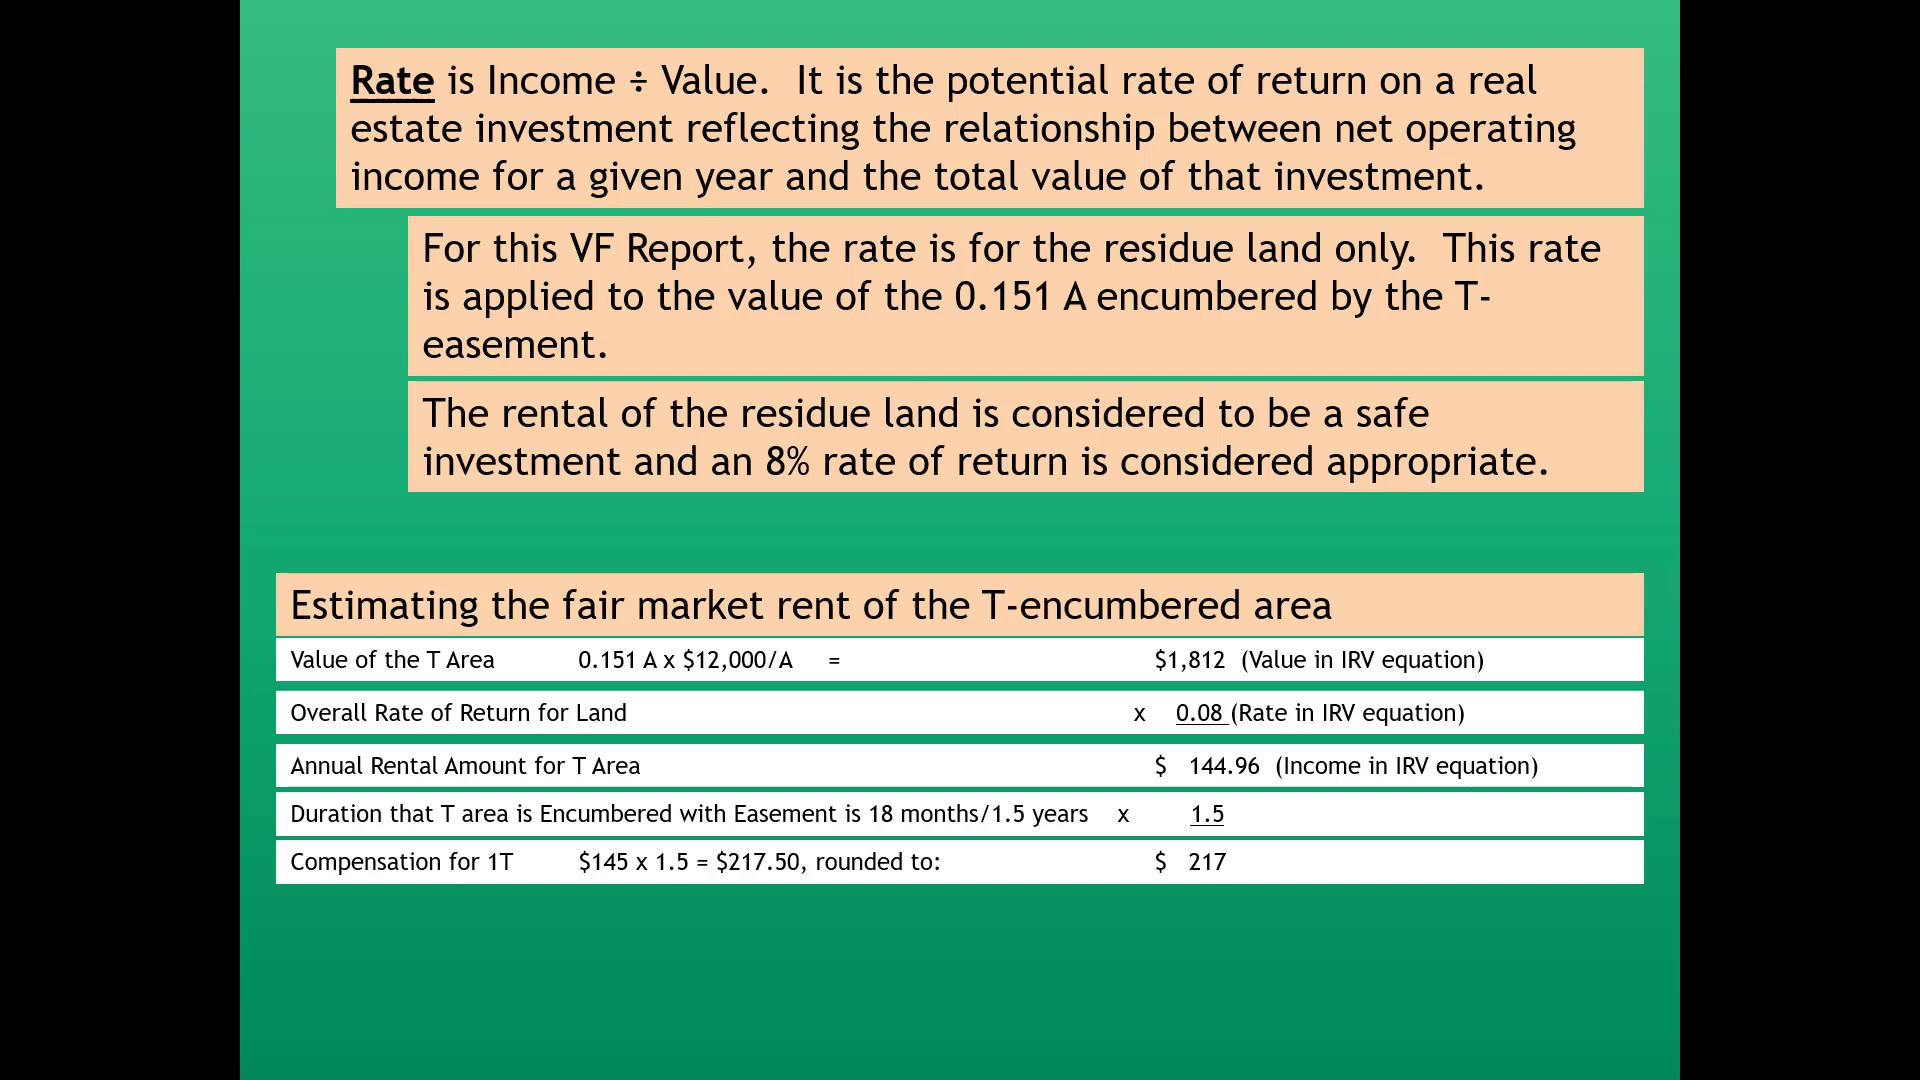 Rate is Income ÷ Value. It is the potential rate of return on a real
estate investment reflecting the relationship between net operating
income for a given year and the total value of that investment.
For this VF Report, the rate is for the residue land only. This rate
is applied to the value of the 0.151 A encumbered by the T-
easement.
The rental of the residue land is considered to be a safe
investment and an 8% rate of return is considered appropriate.
Estimating the fair market rent of the T-encumbered area
Value of the T Area 0.151 A x $12,000/A = $1,812 (Value in IRV equation)
Overall Rate of Return for Land x 0.08 (Rate in IRV equation)
Annual Rental Amount for T Area $ 144.96 (Income in IRV equation)
Duration that T area is Encumbered with Easement is 18 months/1.5 years x 1.5
Compensation for 1T $145 x 1.5 = $217.50, rounded to: $ 217